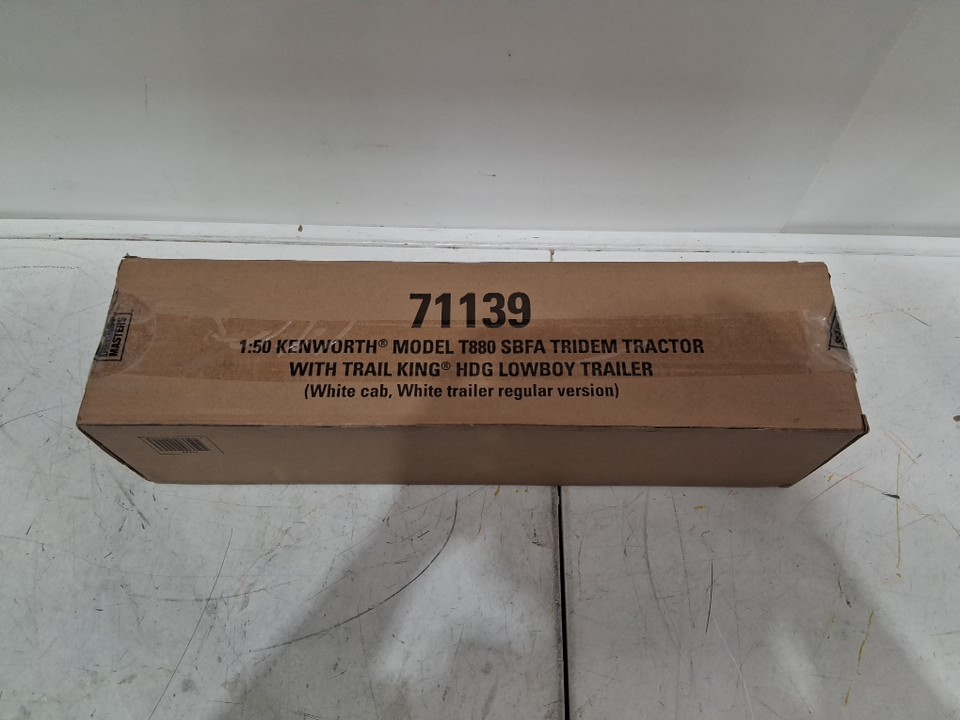 71139
1:50 KENWORTH® MODEL T880 SBFA TRIDEM TRACTOR
WITH TRAIL KING® HDG LOWBOY TRAILER
(White cab, White trailer regular version)
MASTERS